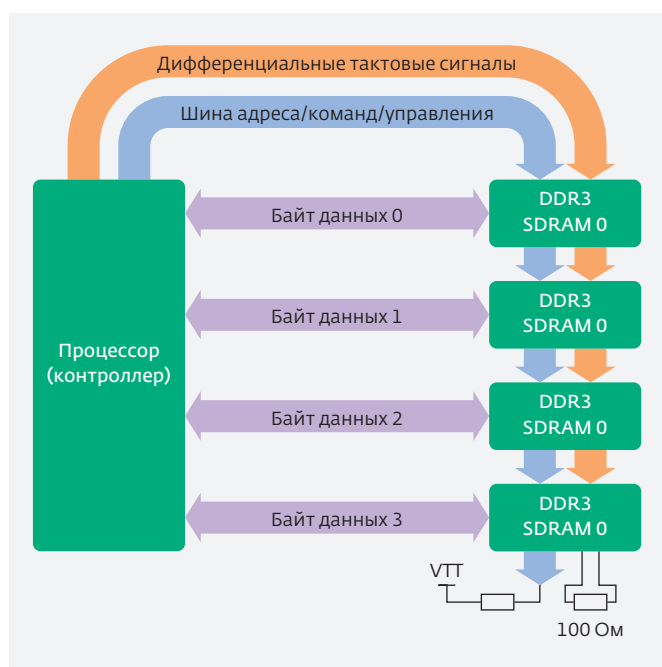 Дифференциальные тактовые сигналы
Шина адреса/команд/управления
Байт данных 0
DDR3
SDRAM 0
Байт данных 1
DDR3
SDRAM 0
Процессор
(контроллер)
Байт данных 2
DDR3
SDRAM 0
Байт данных 3
DDR3
SDRAM 0
VTT
100 Ом